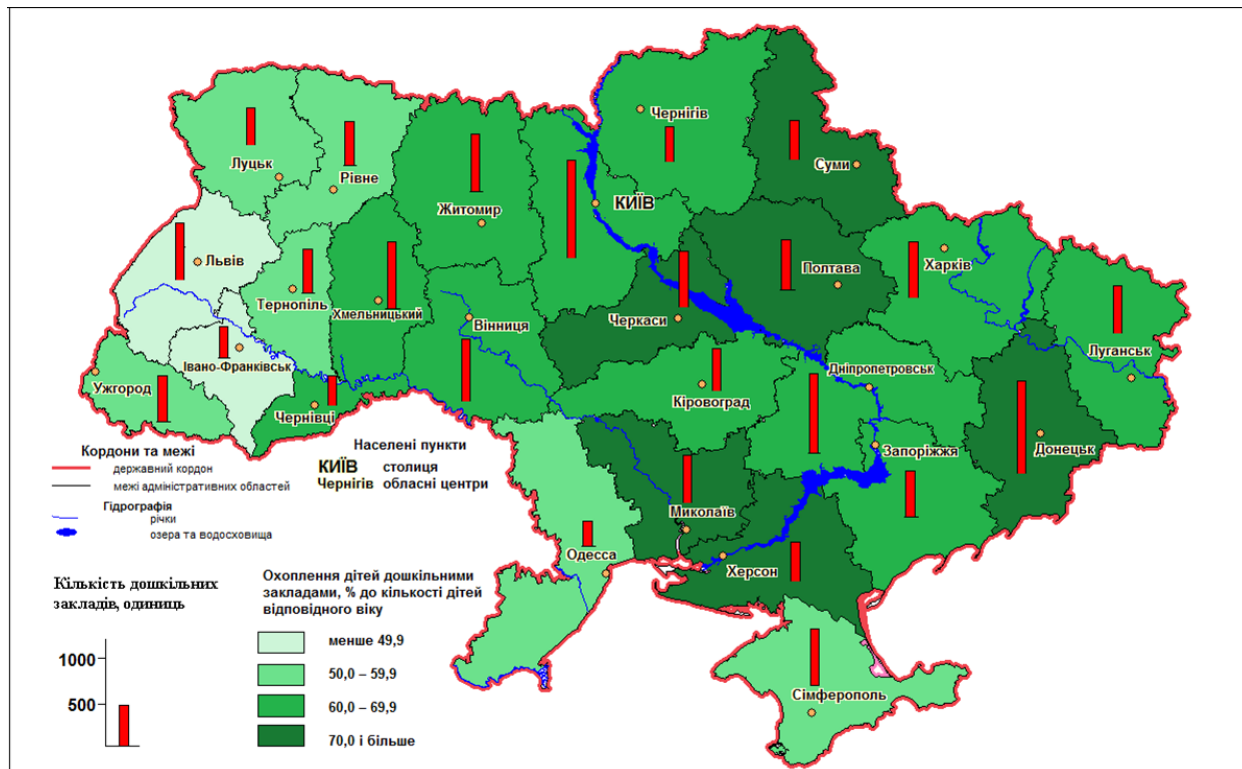 Чернігів
Суми
Луцьк
Рівне
Житомир
КИЇВ
Львів
Полтава
Харків
Тернопіль
Хмельницький
Вінниця
Черкаси
Луганськ
Івано-Франківськ
Ужгород
Дніпропетровськ
Кіровоград
Чернівці
Запоріжжя
Донецьк
Миколаїв
Одесса
Херсон
Сімферополь
Кордони та межі
державний кордон
межі адміністративних областей
Гідрографія
річки
озера та водосховища
Населені пункти
КИЇВ столиця
Чернігів обласні центри
Кількість дошкільних
закладів, одиниць
1000
500
Охоплення дітей дошкільними
закладами, % до кількості дітей
відповідного віку
менше 49,9
50,0 – 59,9
60,0 – 69,9
70,0 і більше